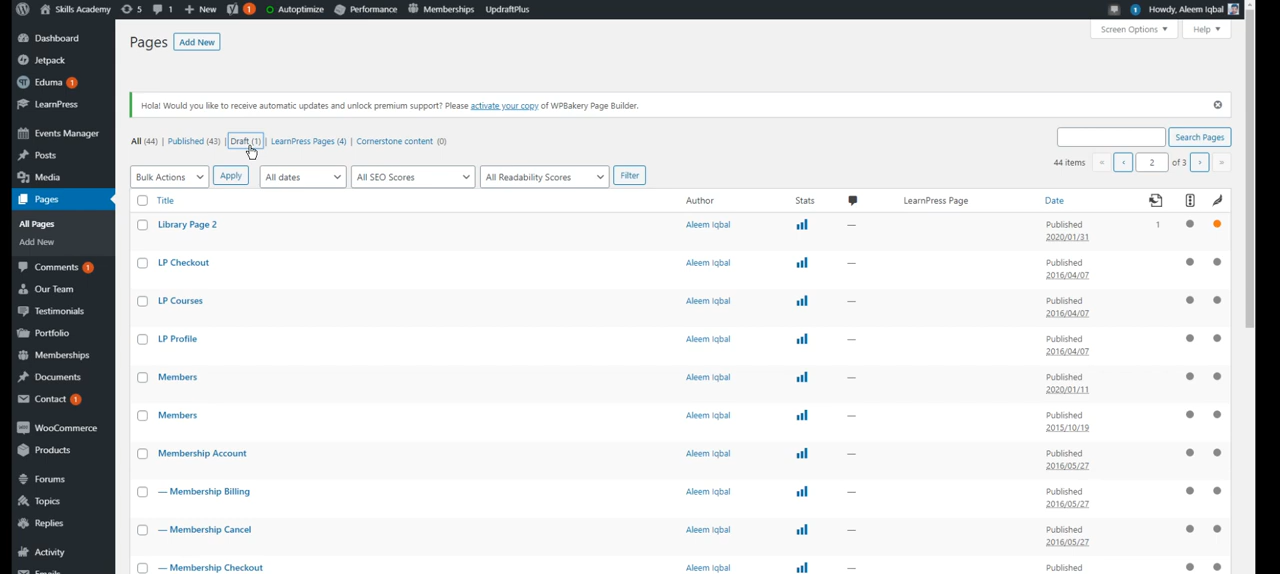 Skills Academy 5 1 New 1 Autoptimize Performance Memberships UpdraftPlus 1 Howdy, Aleem Iqbal
Dashboard
Jetpack
Eduma 1
LearnPress
Events Manager
Posts
Media
Pages
All Pages
Add New
Comments 1
Our Team
Testimonials
Portfolio
Memberships
Documents
Contact 1
WooCommerce
Products
Forums
Topics
Replies
Activity
Emails
Screen Options Help
Pages Add New
Hola! Would you like to receive automatic updates and unlock premium support? Please activate your copy of WPBakery Page Builder.
All (44) | Published (43) | Draft (1) | LearnPress Pages (4) | Cornerstone content (0)
Search Pages
44 items « ‹ 2 of 3 › »
Bulk Actions Apply All dates All SEO Scores All Readability Scores Filter
Title Author Stats LearnPress Page Date
Library Page 2 Aleem Iqbal — Published 1
2020/01/31
LP Checkout Aleem Iqbal — Published
2016/04/07
LP Courses Aleem Iqbal — Published
2016/04/07
LP Profile Aleem Iqbal — Published
2016/04/07
Members Aleem Iqbal — Published
2020/01/11
Members Aleem Iqbal — Published
2015/10/19
Membership Account Aleem Iqbal — Published
2016/05/27
— Membership Billing Aleem Iqbal — Published
2016/05/27
— Membership Cancel Aleem Iqbal — Published
2016/05/27
— Membership Checkout Aleem Iqbal — Published